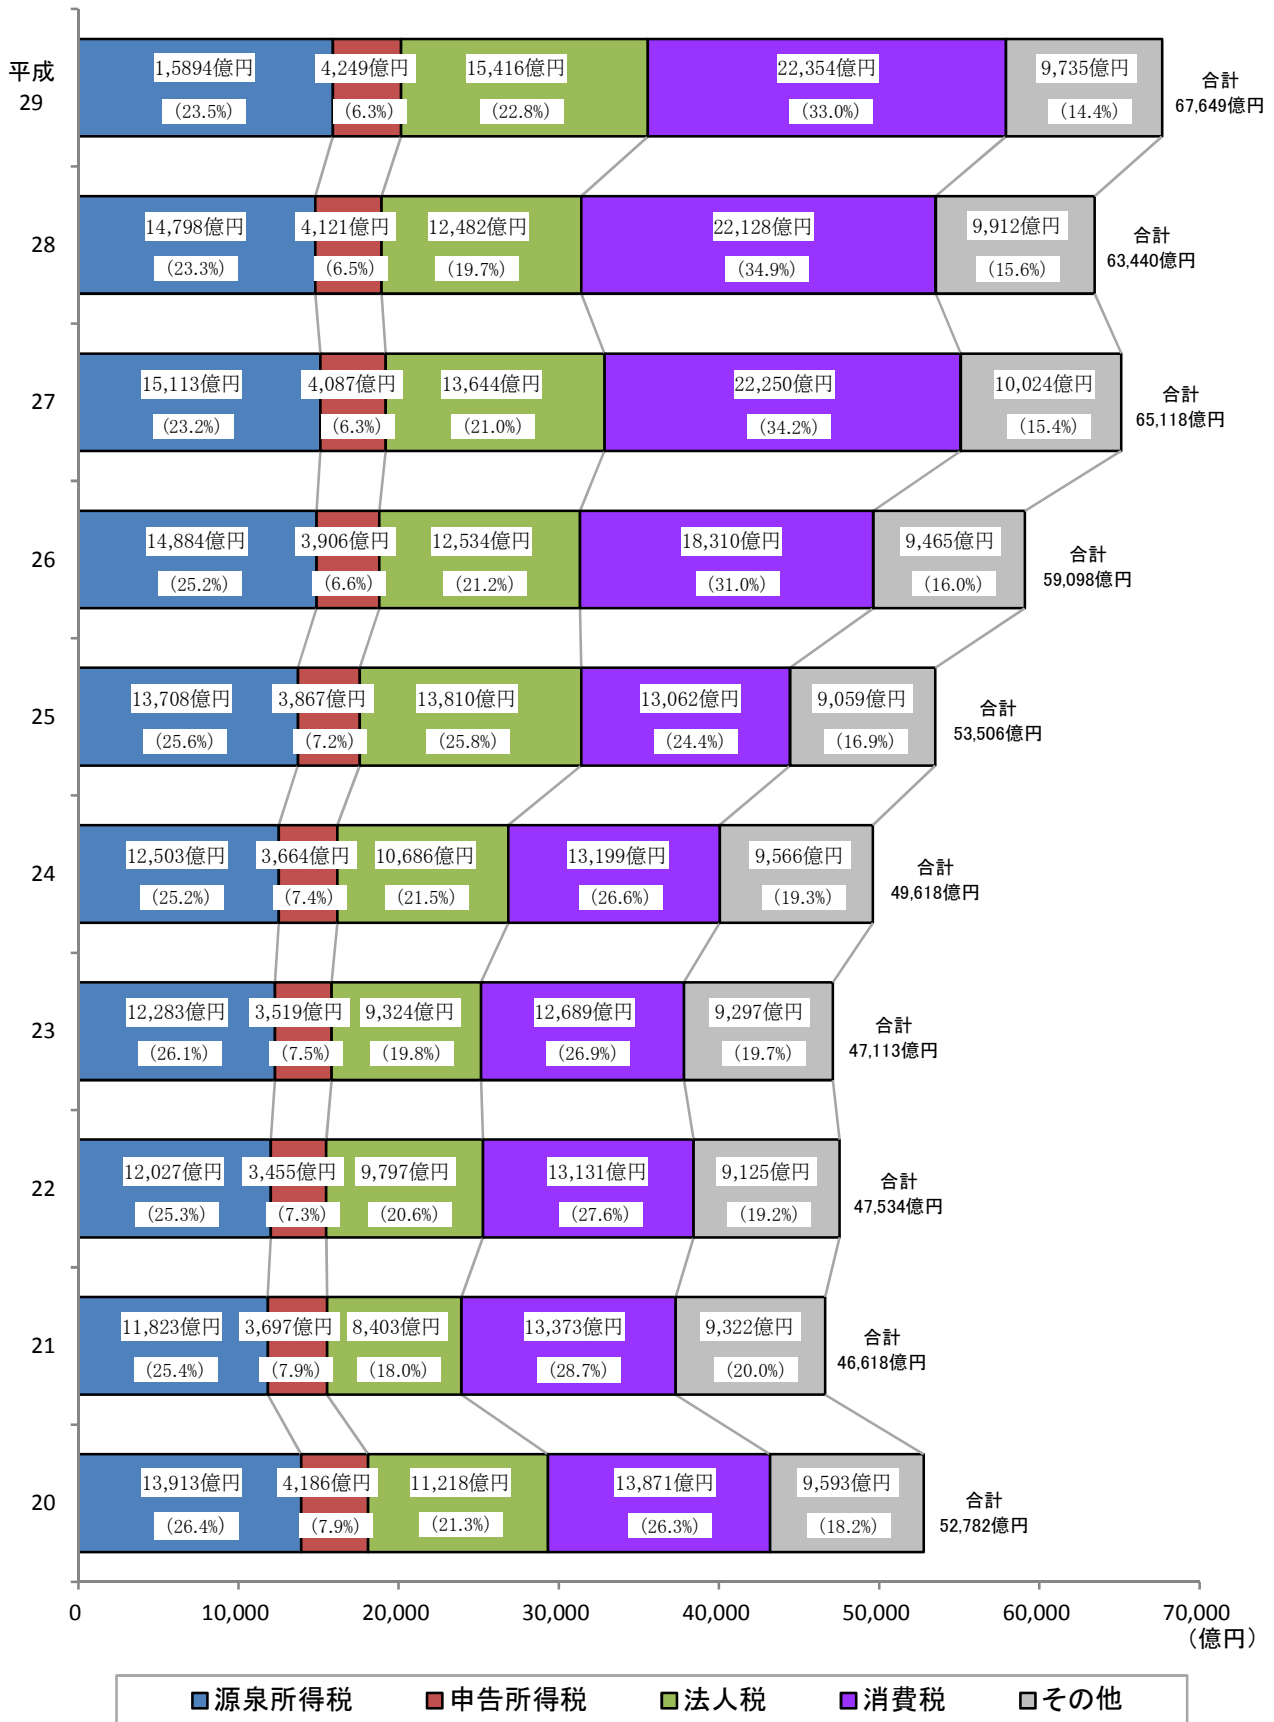 平成
29
1,5894億円
4,249億円
15,416億円
22,354億円
9,735億円
(23.5%)
(6.3%)
(22.8%)
(33.0%)
(14.4%)
合計
67,649億円
28
14,798億円
4,121億円
12,482億円
22,128億円
9,912億円
(23.3%)
(6.5%)
(19.7%)
(34.9%)
(15.6%)
合計
63,440億円
27
15,113億円
4,087億円
13,644億円
22,250億円
10,024億円
(23.2%)
(6.3%)
(21.0%)
(34.2%)
(15.4%)
合計
65,118億円
26
14,884億円
3,906億円
12,534億円
18,310億円
9,465億円
(25.2%)
(6.6%)
(21.2%)
(31.0%)
(16.0%)
合計
59,098億円
25
13,708億円
3,867億円
13,810億円
13,062億円
9,059億円
(25.6%)
(7.2%)
(25.8%)
(24.4%)
(16.9%)
合計
53,506億円
24
12,503億円
3,664億円
10,686億円
13,199億円
9,566億円
(25.2%)
(7.4%)
(21.5%)
(26.6%)
(19.3%)
合計
49,618億円
23
12,283億円
3,519億円
9,324億円
12,689億円
9,297億円
(26.1%)
(7.5%)
(19.8%)
(26.9%)
(19.7%)
合計
47,113億円
22
12,027億円
3,455億円
9,797億円
13,131億円
9,125億円
(25.3%)
(7.3%)
(20.6%)
(27.6%)
(19.2%)
合計
47,534億円
21
11,823億円
3,697億円
8,403億円
13,373億円
9,322億円
(25.4%)
(7.9%)
(18.0%)
(28.7%)
(20.0%)
合計
46,618億円
20
13,913億円
4,186億円
11,218億円
13,871億円
9,593億円
(26.4%)
(7.9%)
(21.3%)
(26.3%)
(18.2%)
合計
52,782億円
0
10,000
20,000
30,000
40,000
50,000
60,000
70,000
(億円)
源泉所得税
申告所得税
法人税
消費税
その他